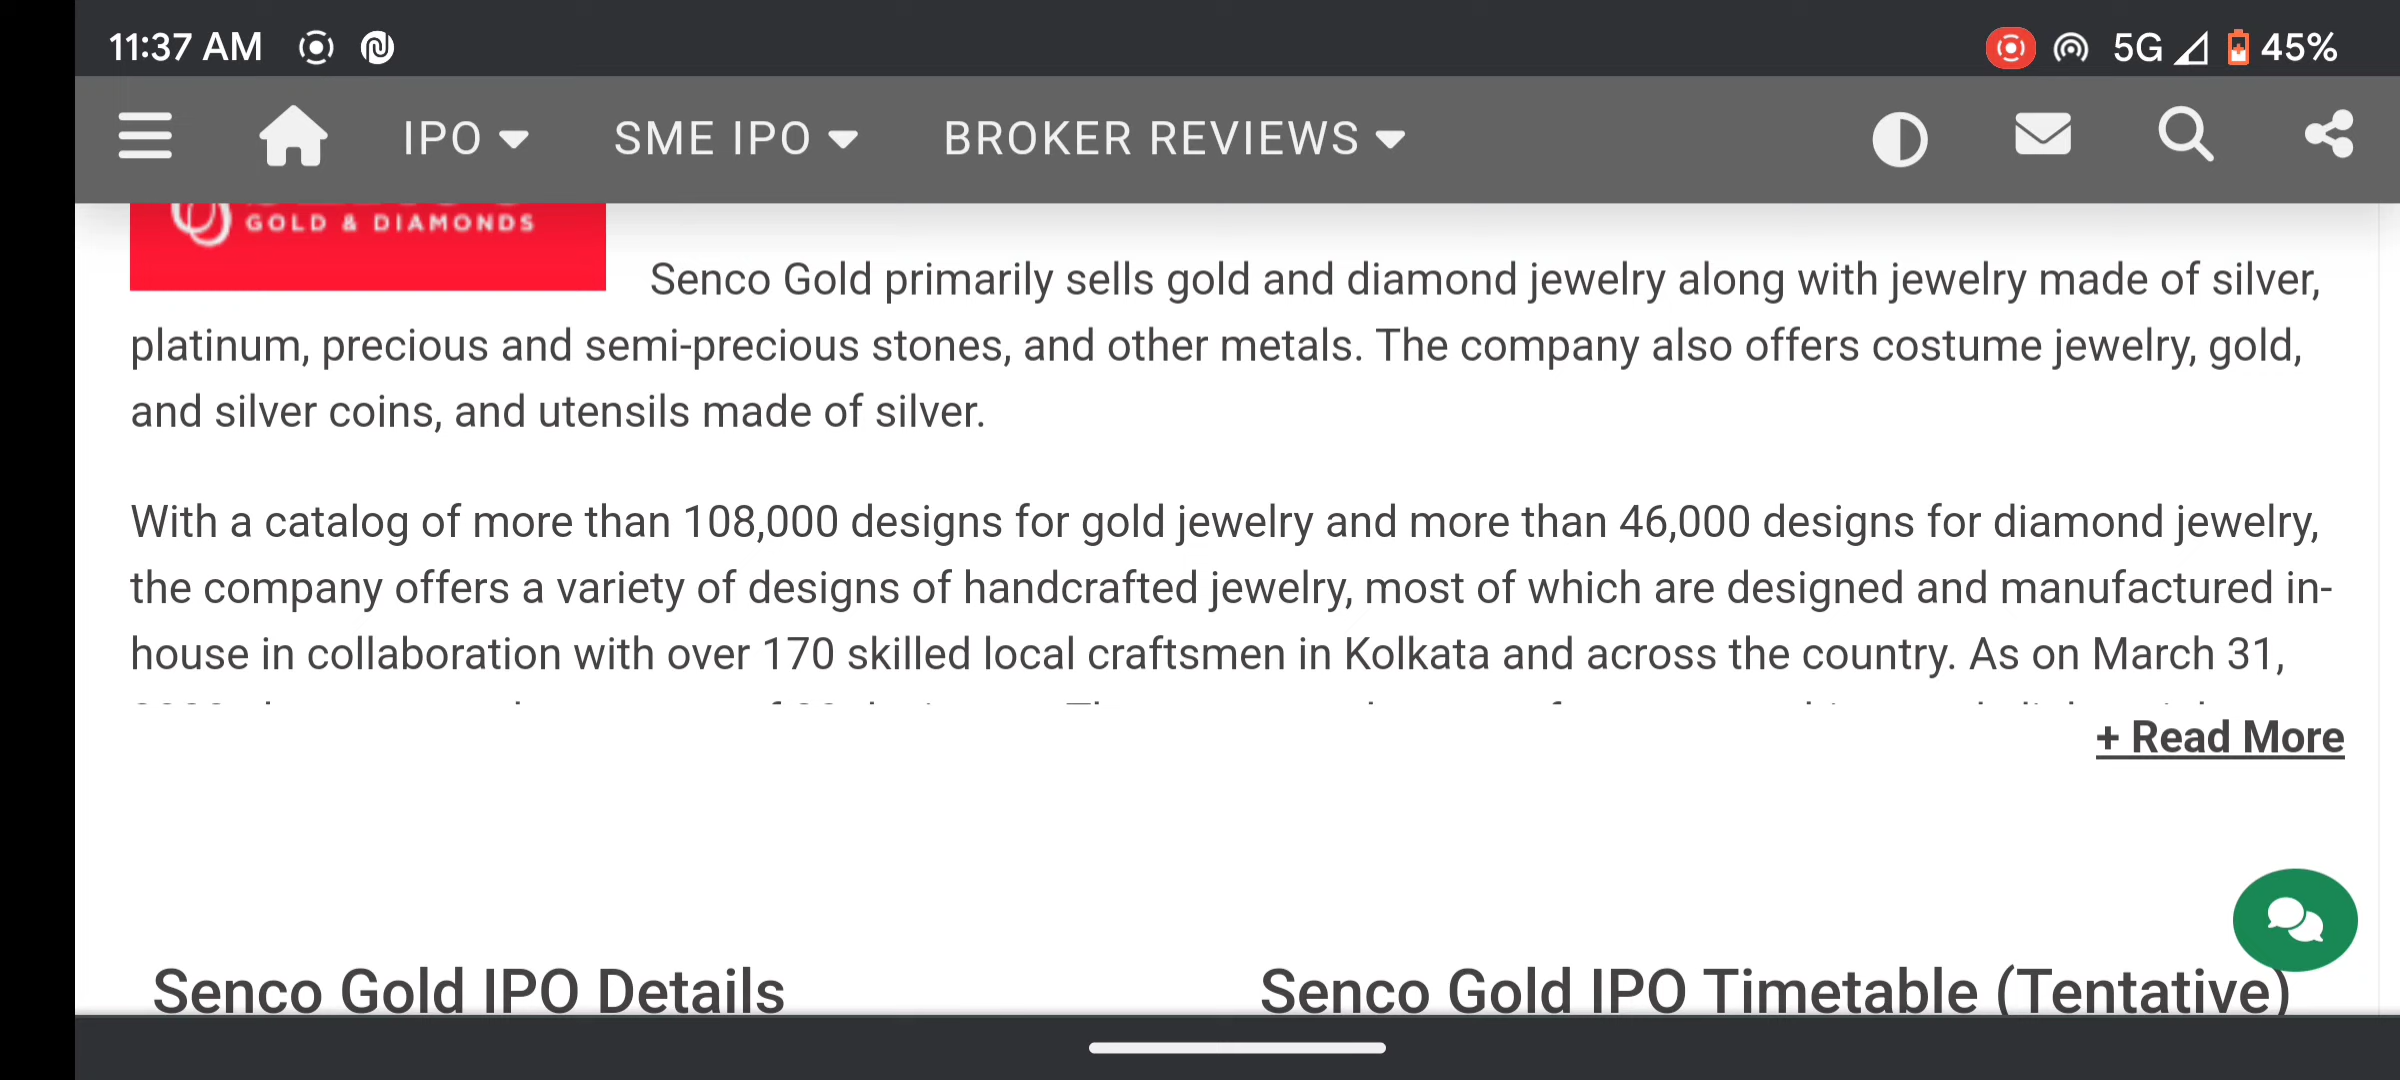 11:37 AM 5G 45%
IPO SME IPO BROKER REVIEWS
GOLD & DIAMONDS
Senco Gold primarily sells gold and diamond jewelry along with jewelry made of silver,
platinum, precious and semi-precious stones, and other metals. The company also offers costume jewelry, gold,
and silver coins, and utensils made of silver.
With a catalog of more than 108,000 designs for gold jewelry and more than 46,000 designs for diamond jewelry,
the company offers a variety of designs of handcrafted jewelry, most of which are designed and manufactured in-
house in collaboration with over 170 skilled local craftsmen in Kolkata and across the country. As on March 31,
+ Read More
Senco Gold IPO Details
Senco Gold IPO Timetable (Tentative)